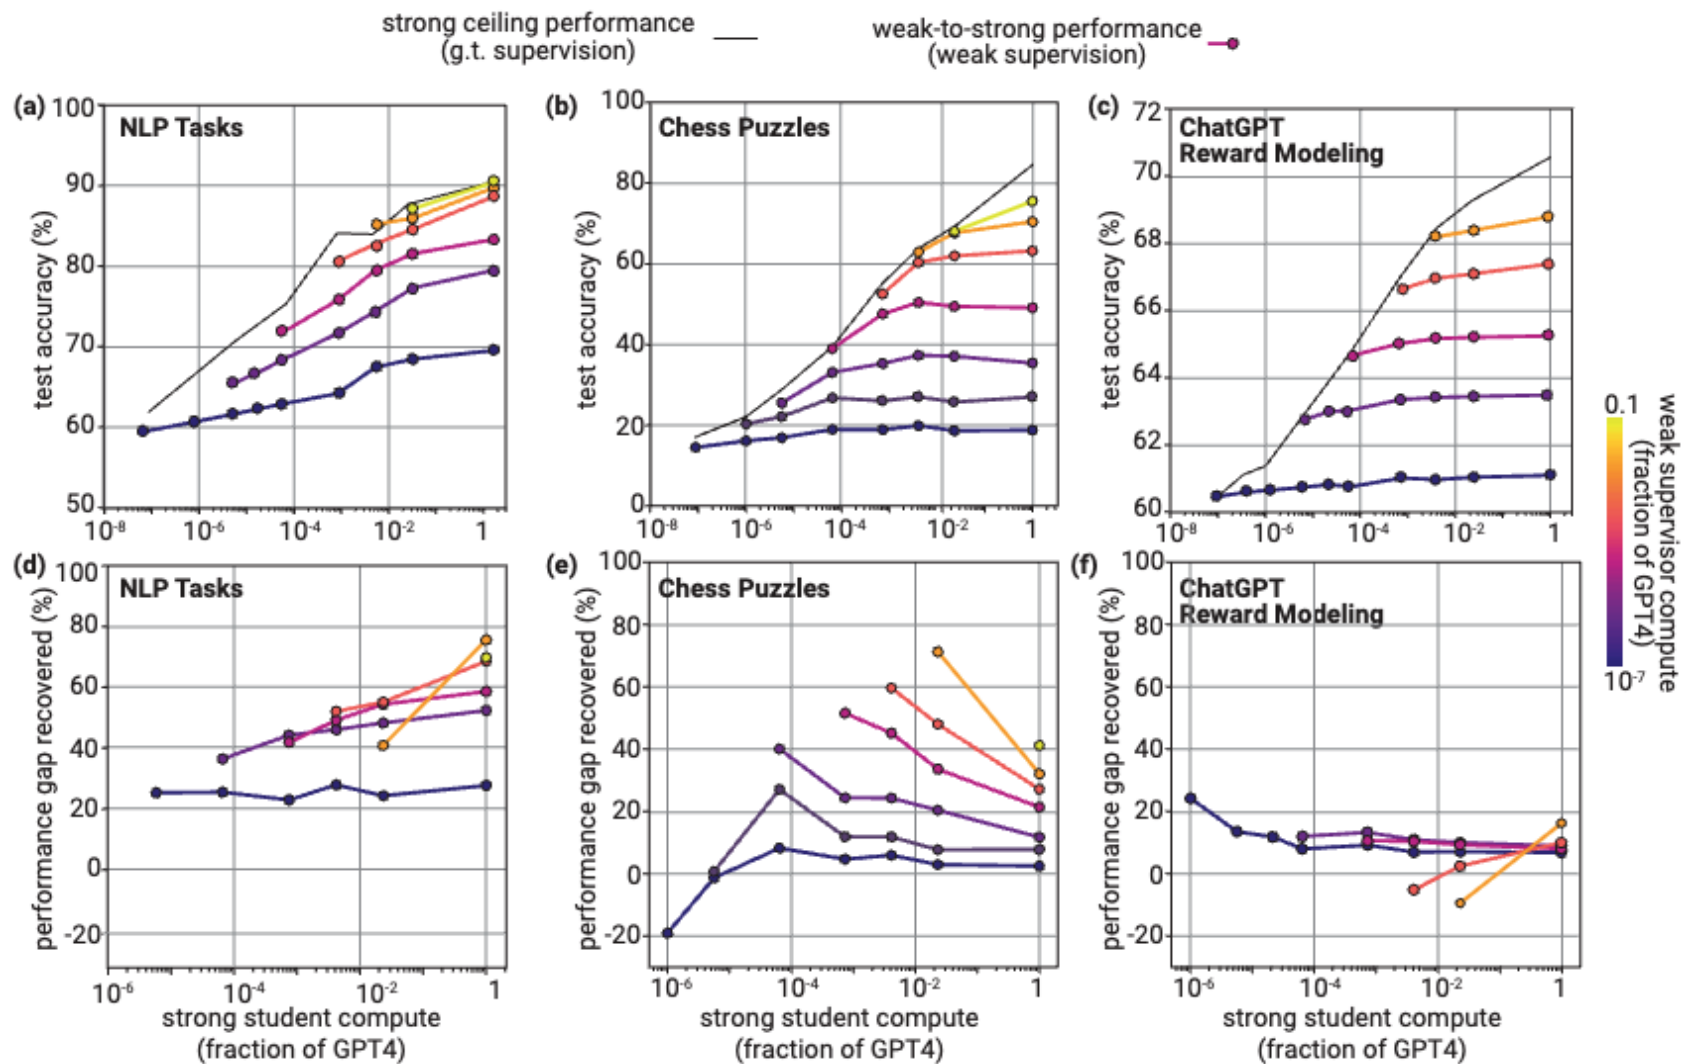 strong ceiling performance
(g.t. supervision)
weak-to-strong performance
(weak supervision)
(a)
NLP Tasks
test accuracy (%)
100
90
80
70
60
50
10-8
10-6
10-4
10-2
1
(b)
Chess Puzzles
test accuracy (%)
100
80
60
40
20
0
10-8
10-6
10-4
10-2
1
(c)
ChatGPT
Reward Modeling
test accuracy (%)
72
70
68
66
64
62
60
10-8
10-6
10-4
10-2
1
0.1
10-7
weak supervisor compute
(fraction of GPT4)
(d)
NLP Tasks
performance gap recovered (%)
100
80
60
40
20
0
-20
10-6
10-4
10-2
1
strong student compute
(fraction of GPT4)
(e)
Chess Puzzles
performance gap recovered (%)
100
80
60
40
20
0
-20
10-6
10-4
10-2
1
strong student compute
(fraction of GPT4)
(f)
ChatGPT
Reward Modeling
performance gap recovered (%)
100
80
60
40
20
0
-20
10-6
10-4
10-2
1
strong student compute
(fraction of GPT4)